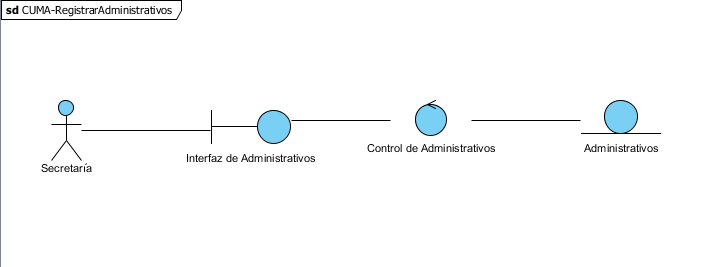 sd CUMA-RegistrarAdministrativos
Secretaría
Interfaz de Administrativos
Control de Administrativos
Administrativos